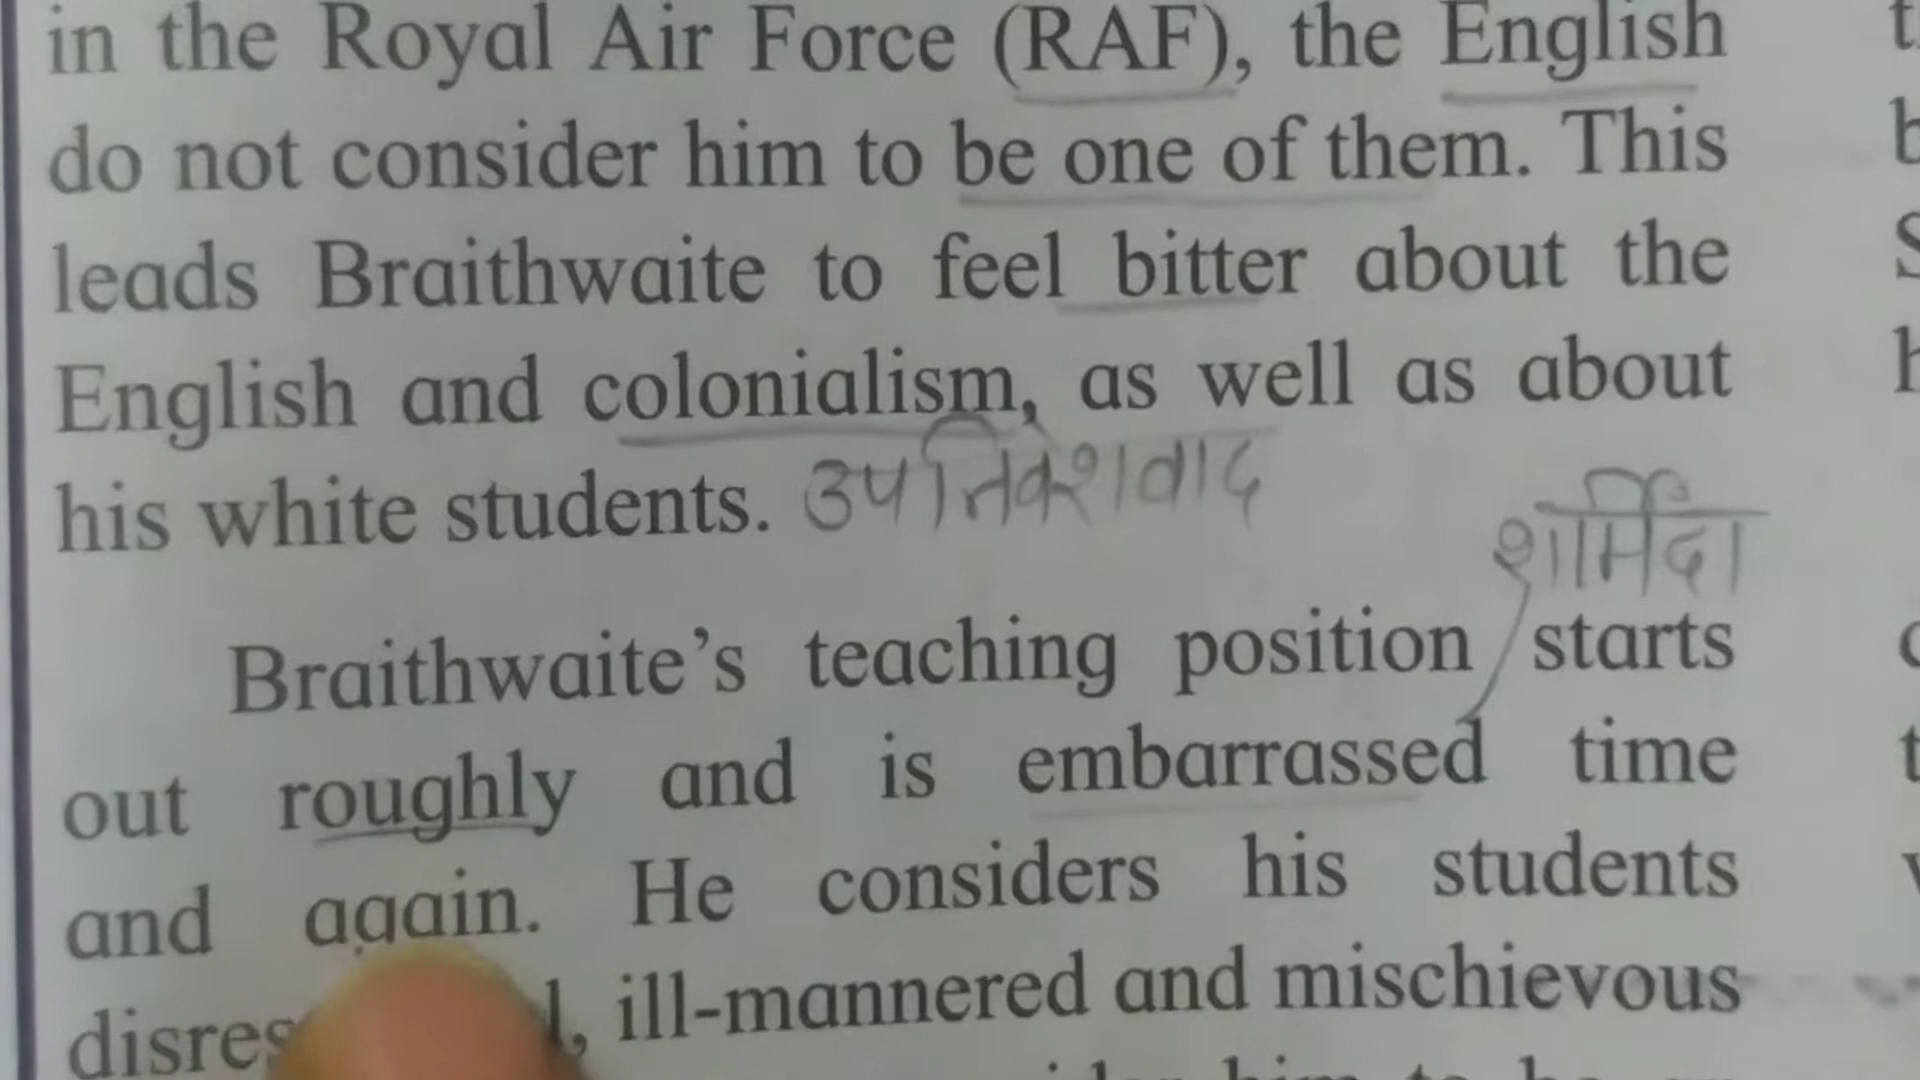 in the Royal Air Force (RAF), the English
do not consider him to be one of them. This
leads Braithwaite to feel bitter about the
English and colonialism, as well as about
his white students. उपनिवेशवाद
शर्मिंदा
Braithwaite's teaching position starts
out roughly and is embarrassed time
and again. He considers his students
ill-mannered and mischievous
him to be